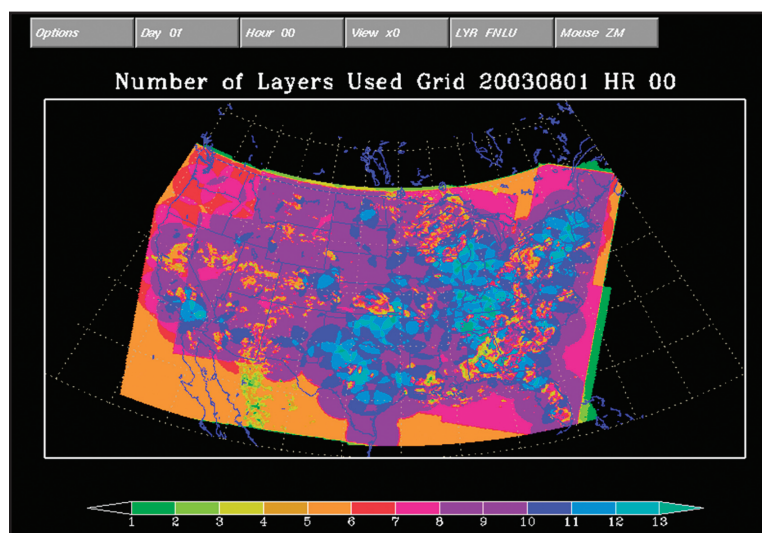 Options Day 01 Hour 00 View x0 LYR FNLU Mouse ZM
Number of Layers Used Grid 20030801 HR 00
1 2 3 4 5 6 7 8 9 10 11 12 13